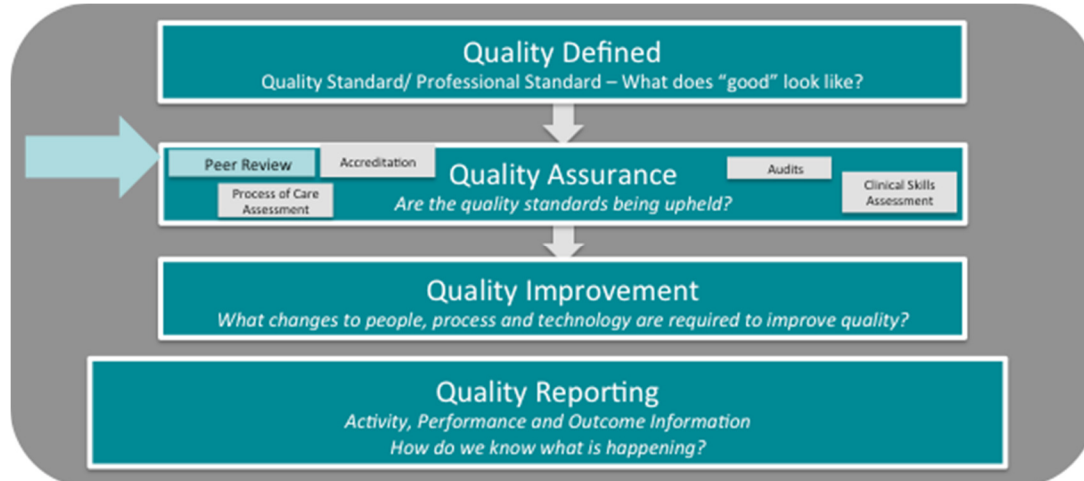 Quality Defined
Quality Standard/ Professional Standard – What does “good” look like?
Peer Review
Accreditation
Process of Care
Assessment
Quality Assurance
Are the quality standards being upheld?
Audits
Clinical Skills
Assessment
Quality Improvement
What changes to people, process and technology are required to improve quality?
Quality Reporting
Activity, Performance and Outcome Information
How do we know what is happening?